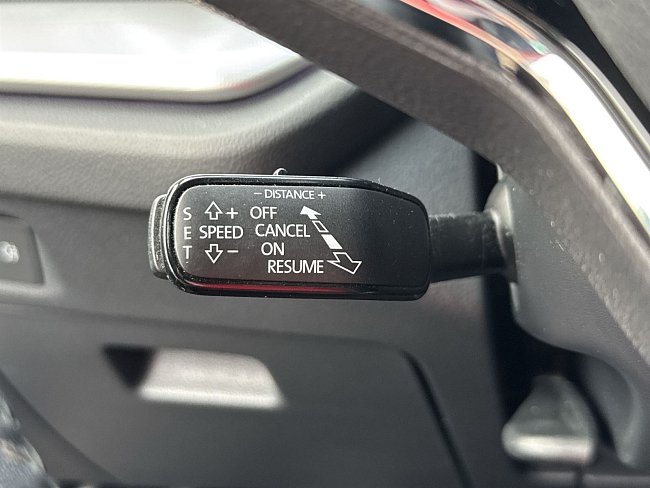 − DISTANCE +
S + OFF
E SPEED CANCEL
T − ON
RESUME